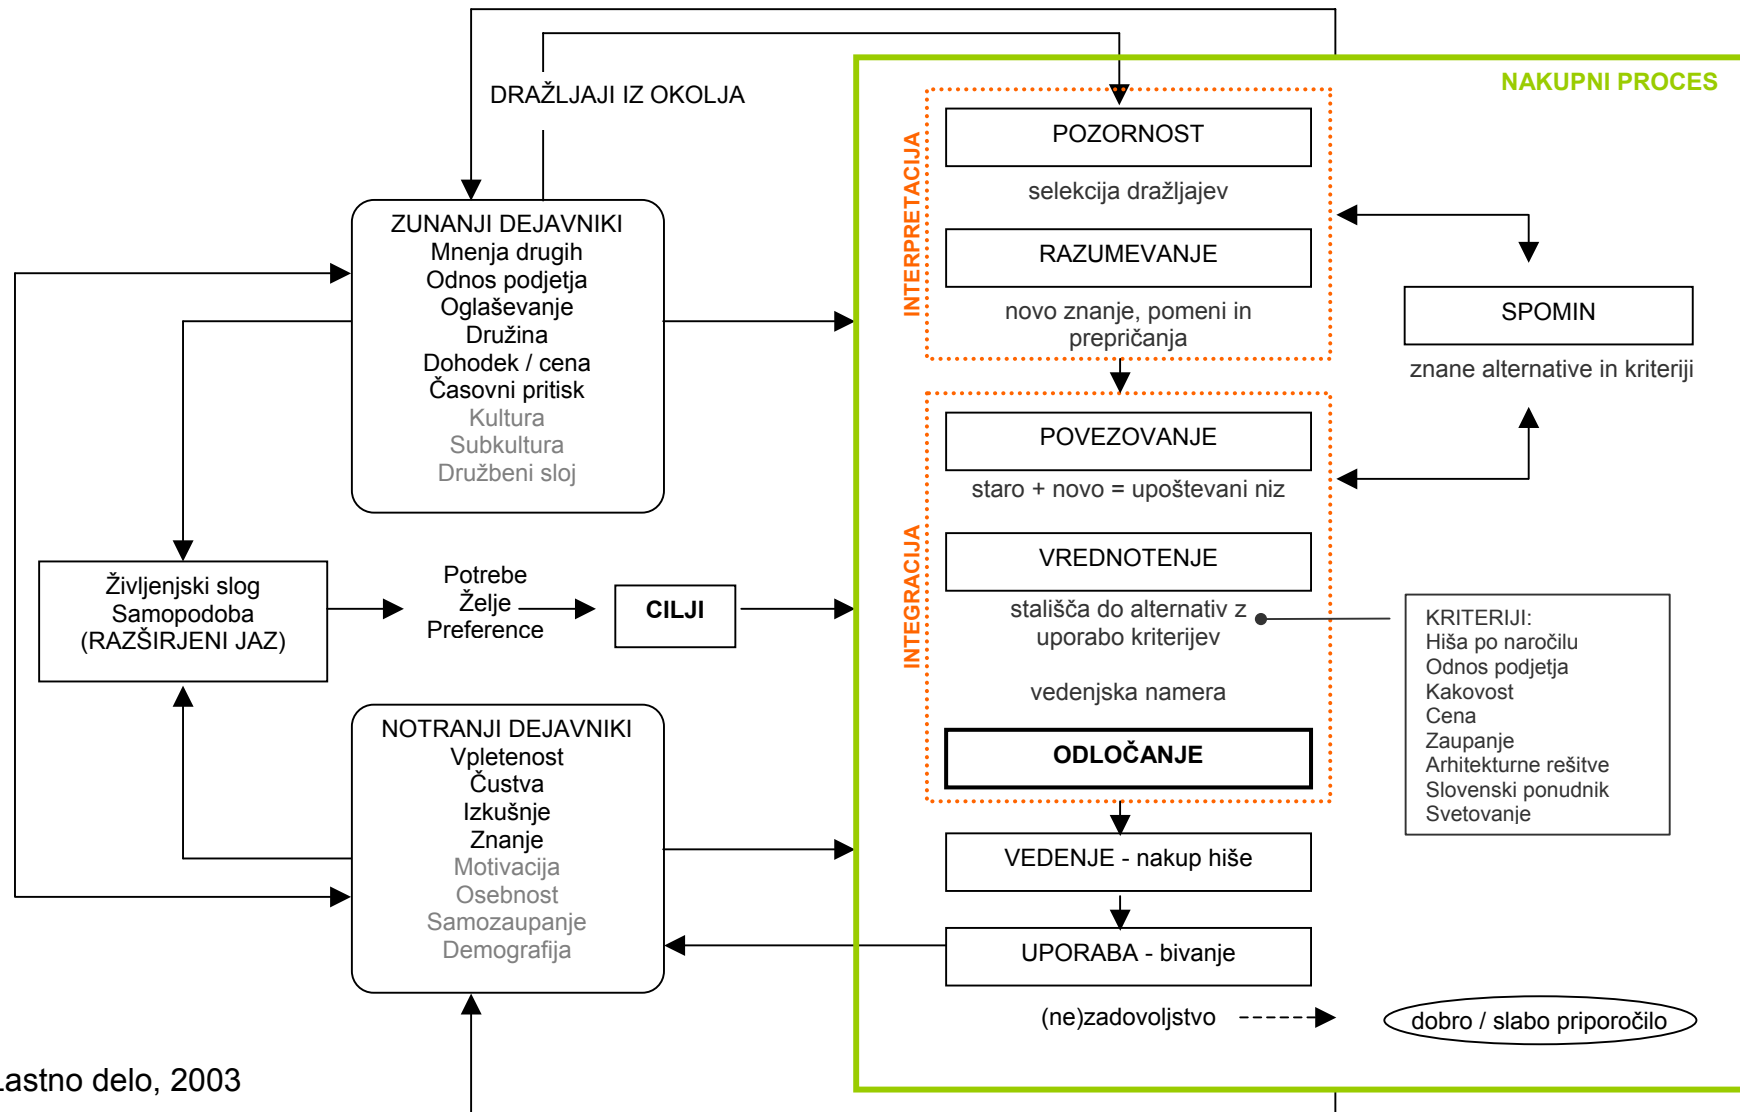 DRAŽLJAJI IZ OKOLJA
NAKUPNI PROCES
ZUNANJI DEJAVNIKI
Mnenja drugih
Odnos podjetja
Oglaševanje
Družina
Dohodek / cena
Časovni pritisk
Kultura
Subkultura
Družbeni sloj
Življenjski slog
Samopodoba
(RAZŠIRJENI JAZ)
Potrebe
Želje
Preference
CILJI
NOTRANJI DEJAVNIKI
Vpletenost
Čustva
Izkušnje
Znanje
Motivacija
Osebnost
Samozaupanje
Demografija
INTERPRETACIJA
POZORNOST
selekcija dražljajev
RAZUMEVANJE
novo znanje, pomeni in
prepričanja
INTEGRACIJA
POVEZOVANJE
staro + novo = upoštevani niz
VREDNOTENJE
stališča do alternativ z
uporabo kriterijev
vedenjska namera
ODLOČANJE
VEDENJE - nakup hiše
UPORABA - bivanje
(ne)zadovoljstvo
dobro / slabo priporočilo
SPOMIN
znane alternative in kriteriji
KRITERIJI:
Hiša po naročilu
Odnos podjetja
Kakovost
Cena
Zaupanje
Arhitekturne rešitve
Slovenski ponudnik
Svetovanje
Lastno delo, 2003